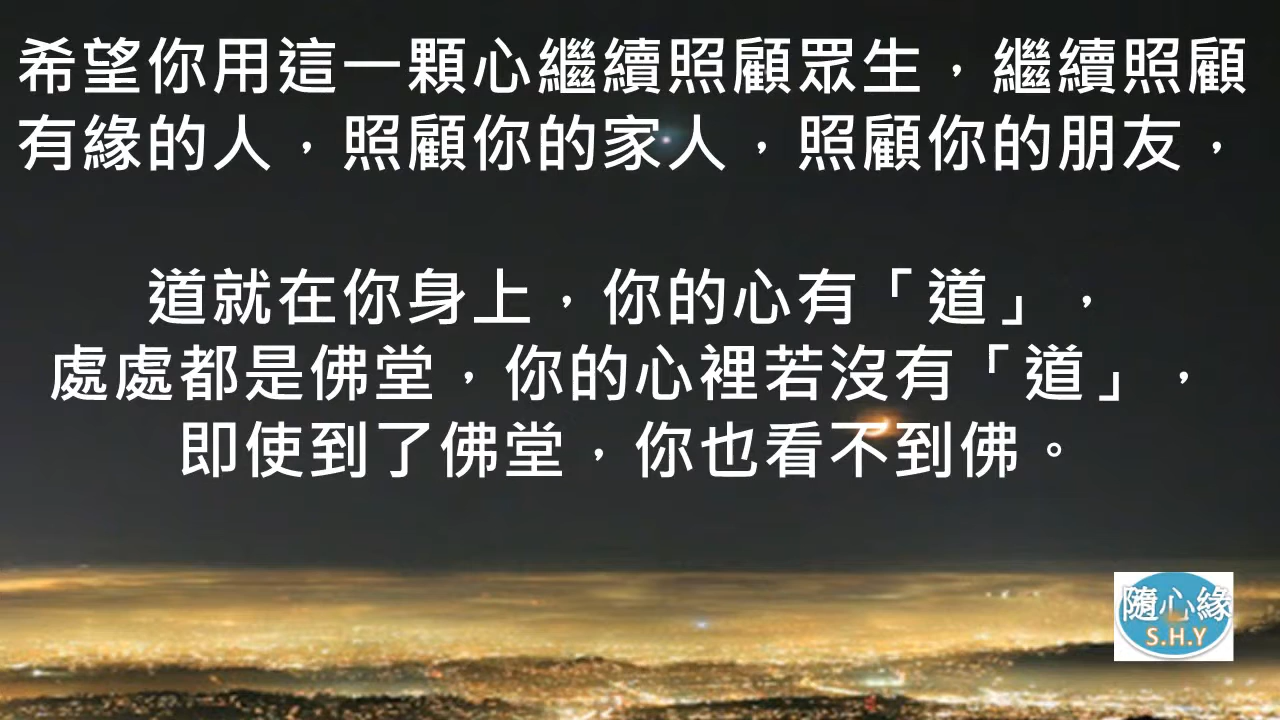 希望你用這一顆心繼續照顧眾生，繼續照顧
有緣的人，照顧你的家人，照顧你的朋友，
道就在你身上，你的心有「道」，
處處都是佛堂，你的心裡若沒有「道」，
即使到了佛堂，你也看不到佛。
隨心緣
S.H.Y